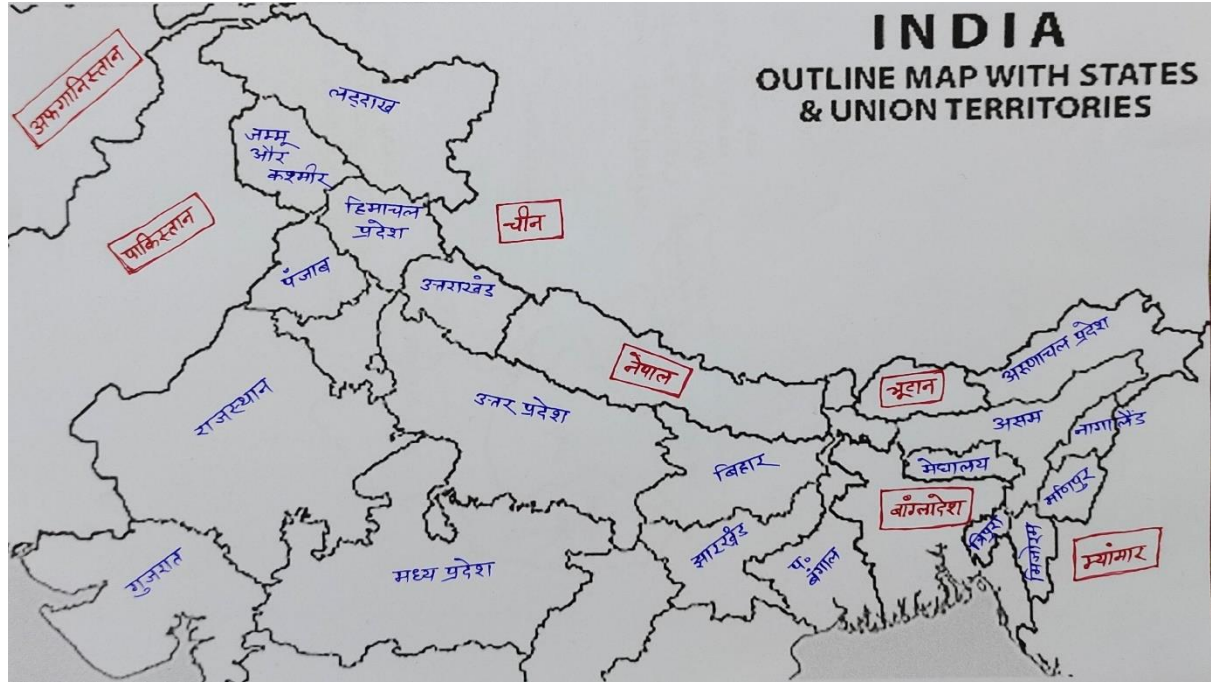 INDIA
OUTLINE MAP WITH STATES
& UNION TERRITORIES
अफगानिस्तान
लद्दाख
जम्मू
और
कश्मीर
पाकिस्तान
हिमाचल
प्रदेश
चीन
पंजाब
उत्तराखंड
नेपाल
भूटान
अरुणाचल प्रदेश
राजस्थान
उत्तर प्रदेश
असम
नागालैंड
बिहार
मेघालय
मणिपुर
बांग्लादेश
त्रिपुरा
मिजोरम
म्यांमार
गुजरात
मध्य प्रदेश
झारखंड
प॰
बंगाल